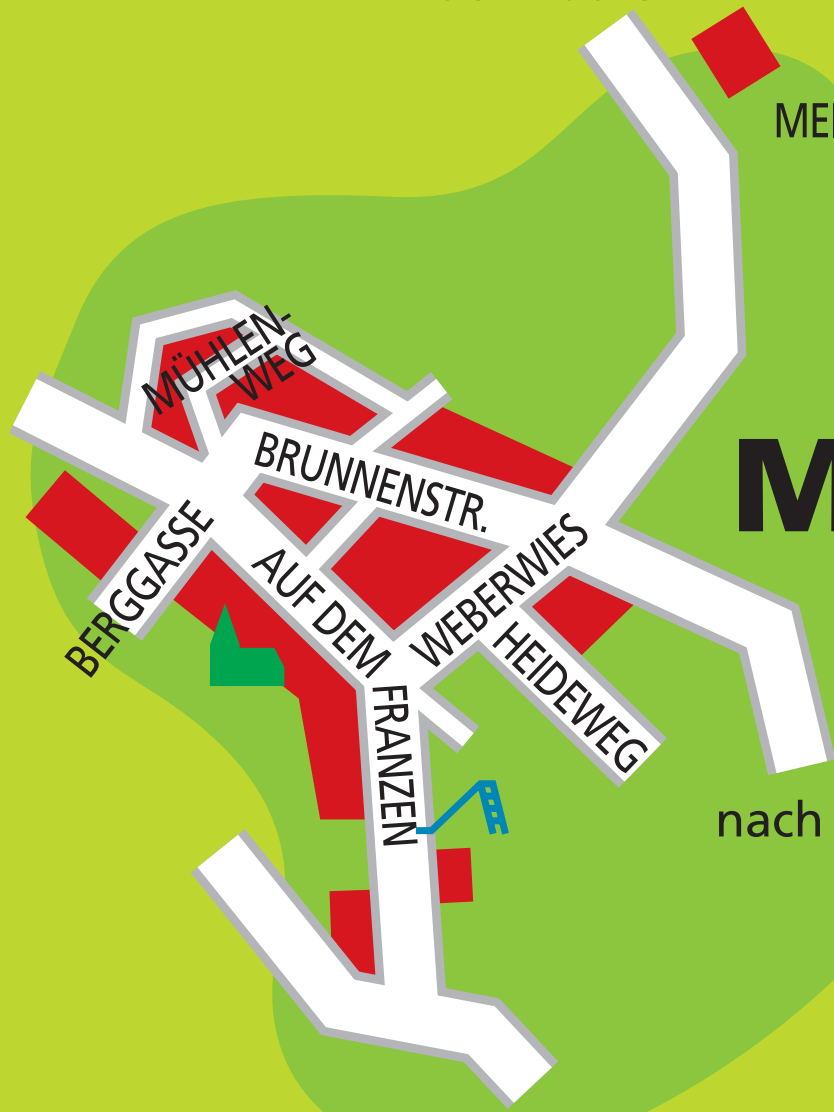 MÜHLEN-
WEG
BRUNNENSTR.
BERGGASSE
AUF DEM
FRANZEN
WEBERWIES
HEIDEWEG
nach
M